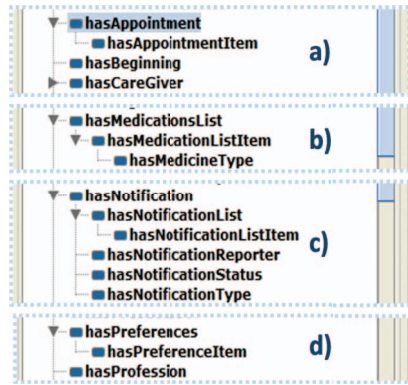 hasAppointment
hasAppointmentItem
hasBeginning
hasCareGiver
a)
hasMedicationsList
hasMedicationListItem
hasMedicineType
b)
hasNotification
hasNotificationList
hasNotificationListItem
hasNotificationReporter
hasNotificationStatus
hasNotificationType
c)
hasPreferences
hasPreferenceItem
hasProfession
d)